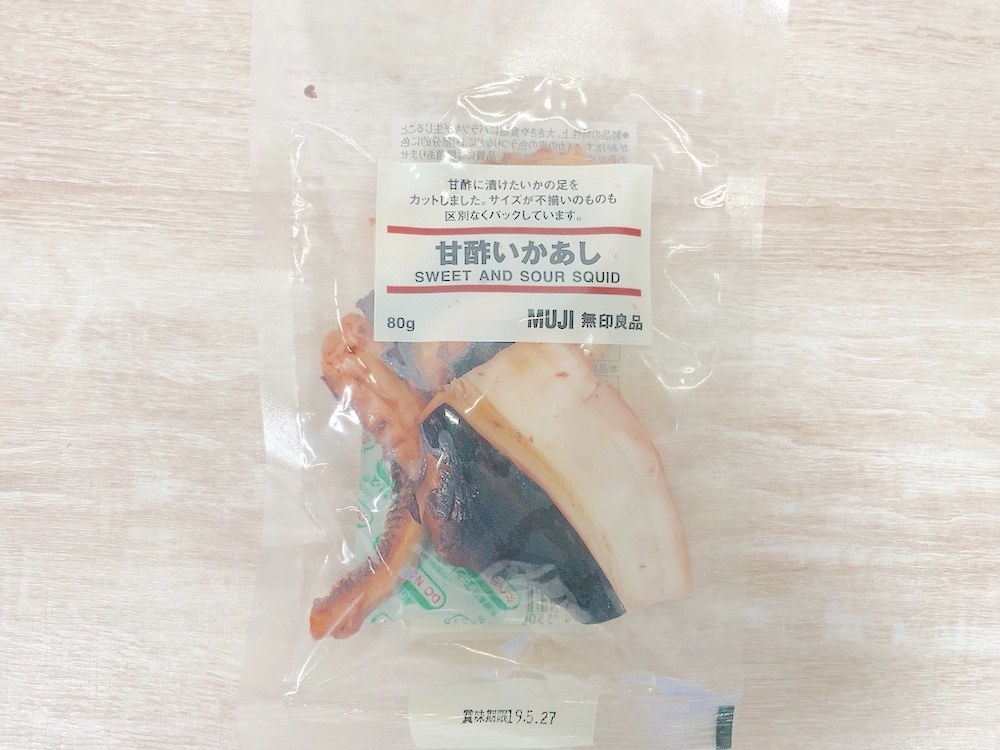 甘酢に漬けたいかの足を
カットしました。サイズが不揃いのものも
区別なくパックしています。
甘酢いかあし
SWEET AND SOUR SQUID
80g
MUJI 無印良品
DO N
賞味期限19.5.27